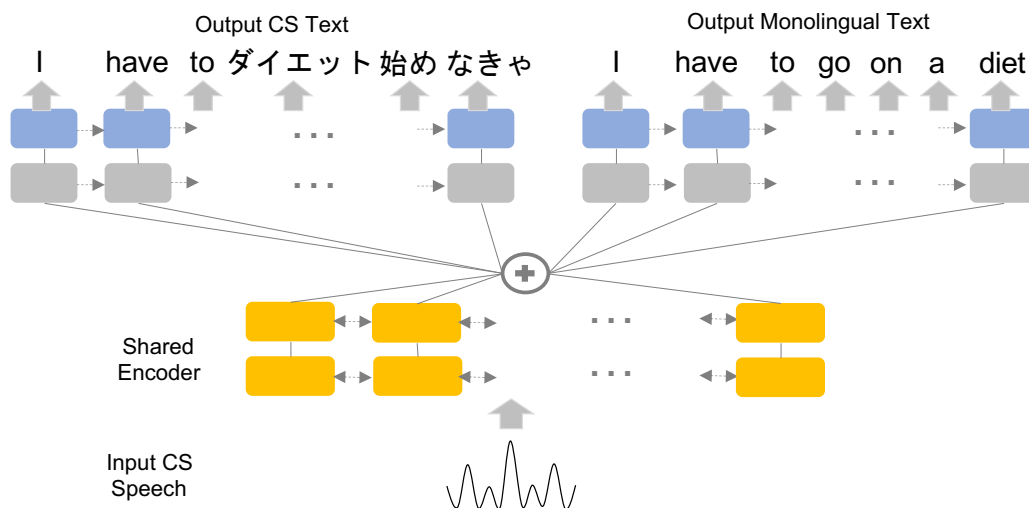 Output CS Text
I have to ダイエット 始め なきゃ
Output Monolingual Text
I have to go on a diet
Shared
Encoder
Input CS
Speech